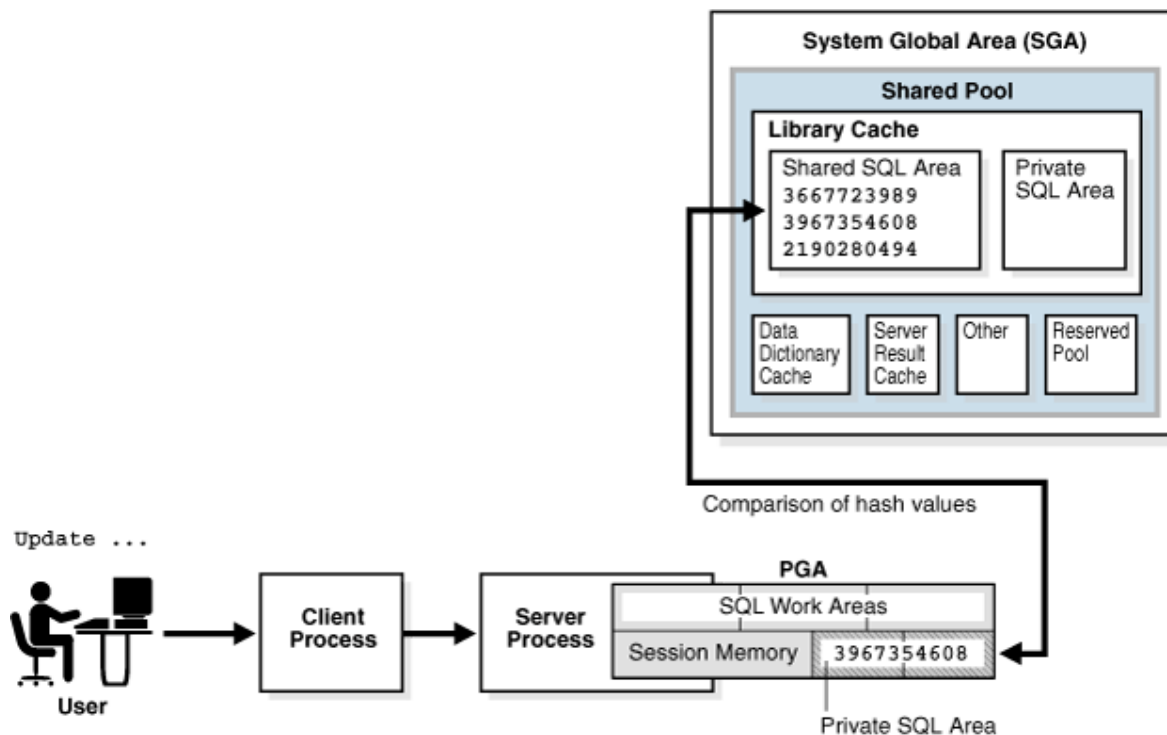 System Global Area (SGA)
Shared Pool
Library Cache
Shared SQL Area
3667723989
3967354608
2190280494
Private
SQL Area
Data
Dictionary
Cache
Server
Result
Cache
Other
Reserved
Pool
Comparison of hash values
Update ...
User
Client
Process
Server
Process
PGA
SQL Work Areas
Session Memory
3967354608
Private SQL Area